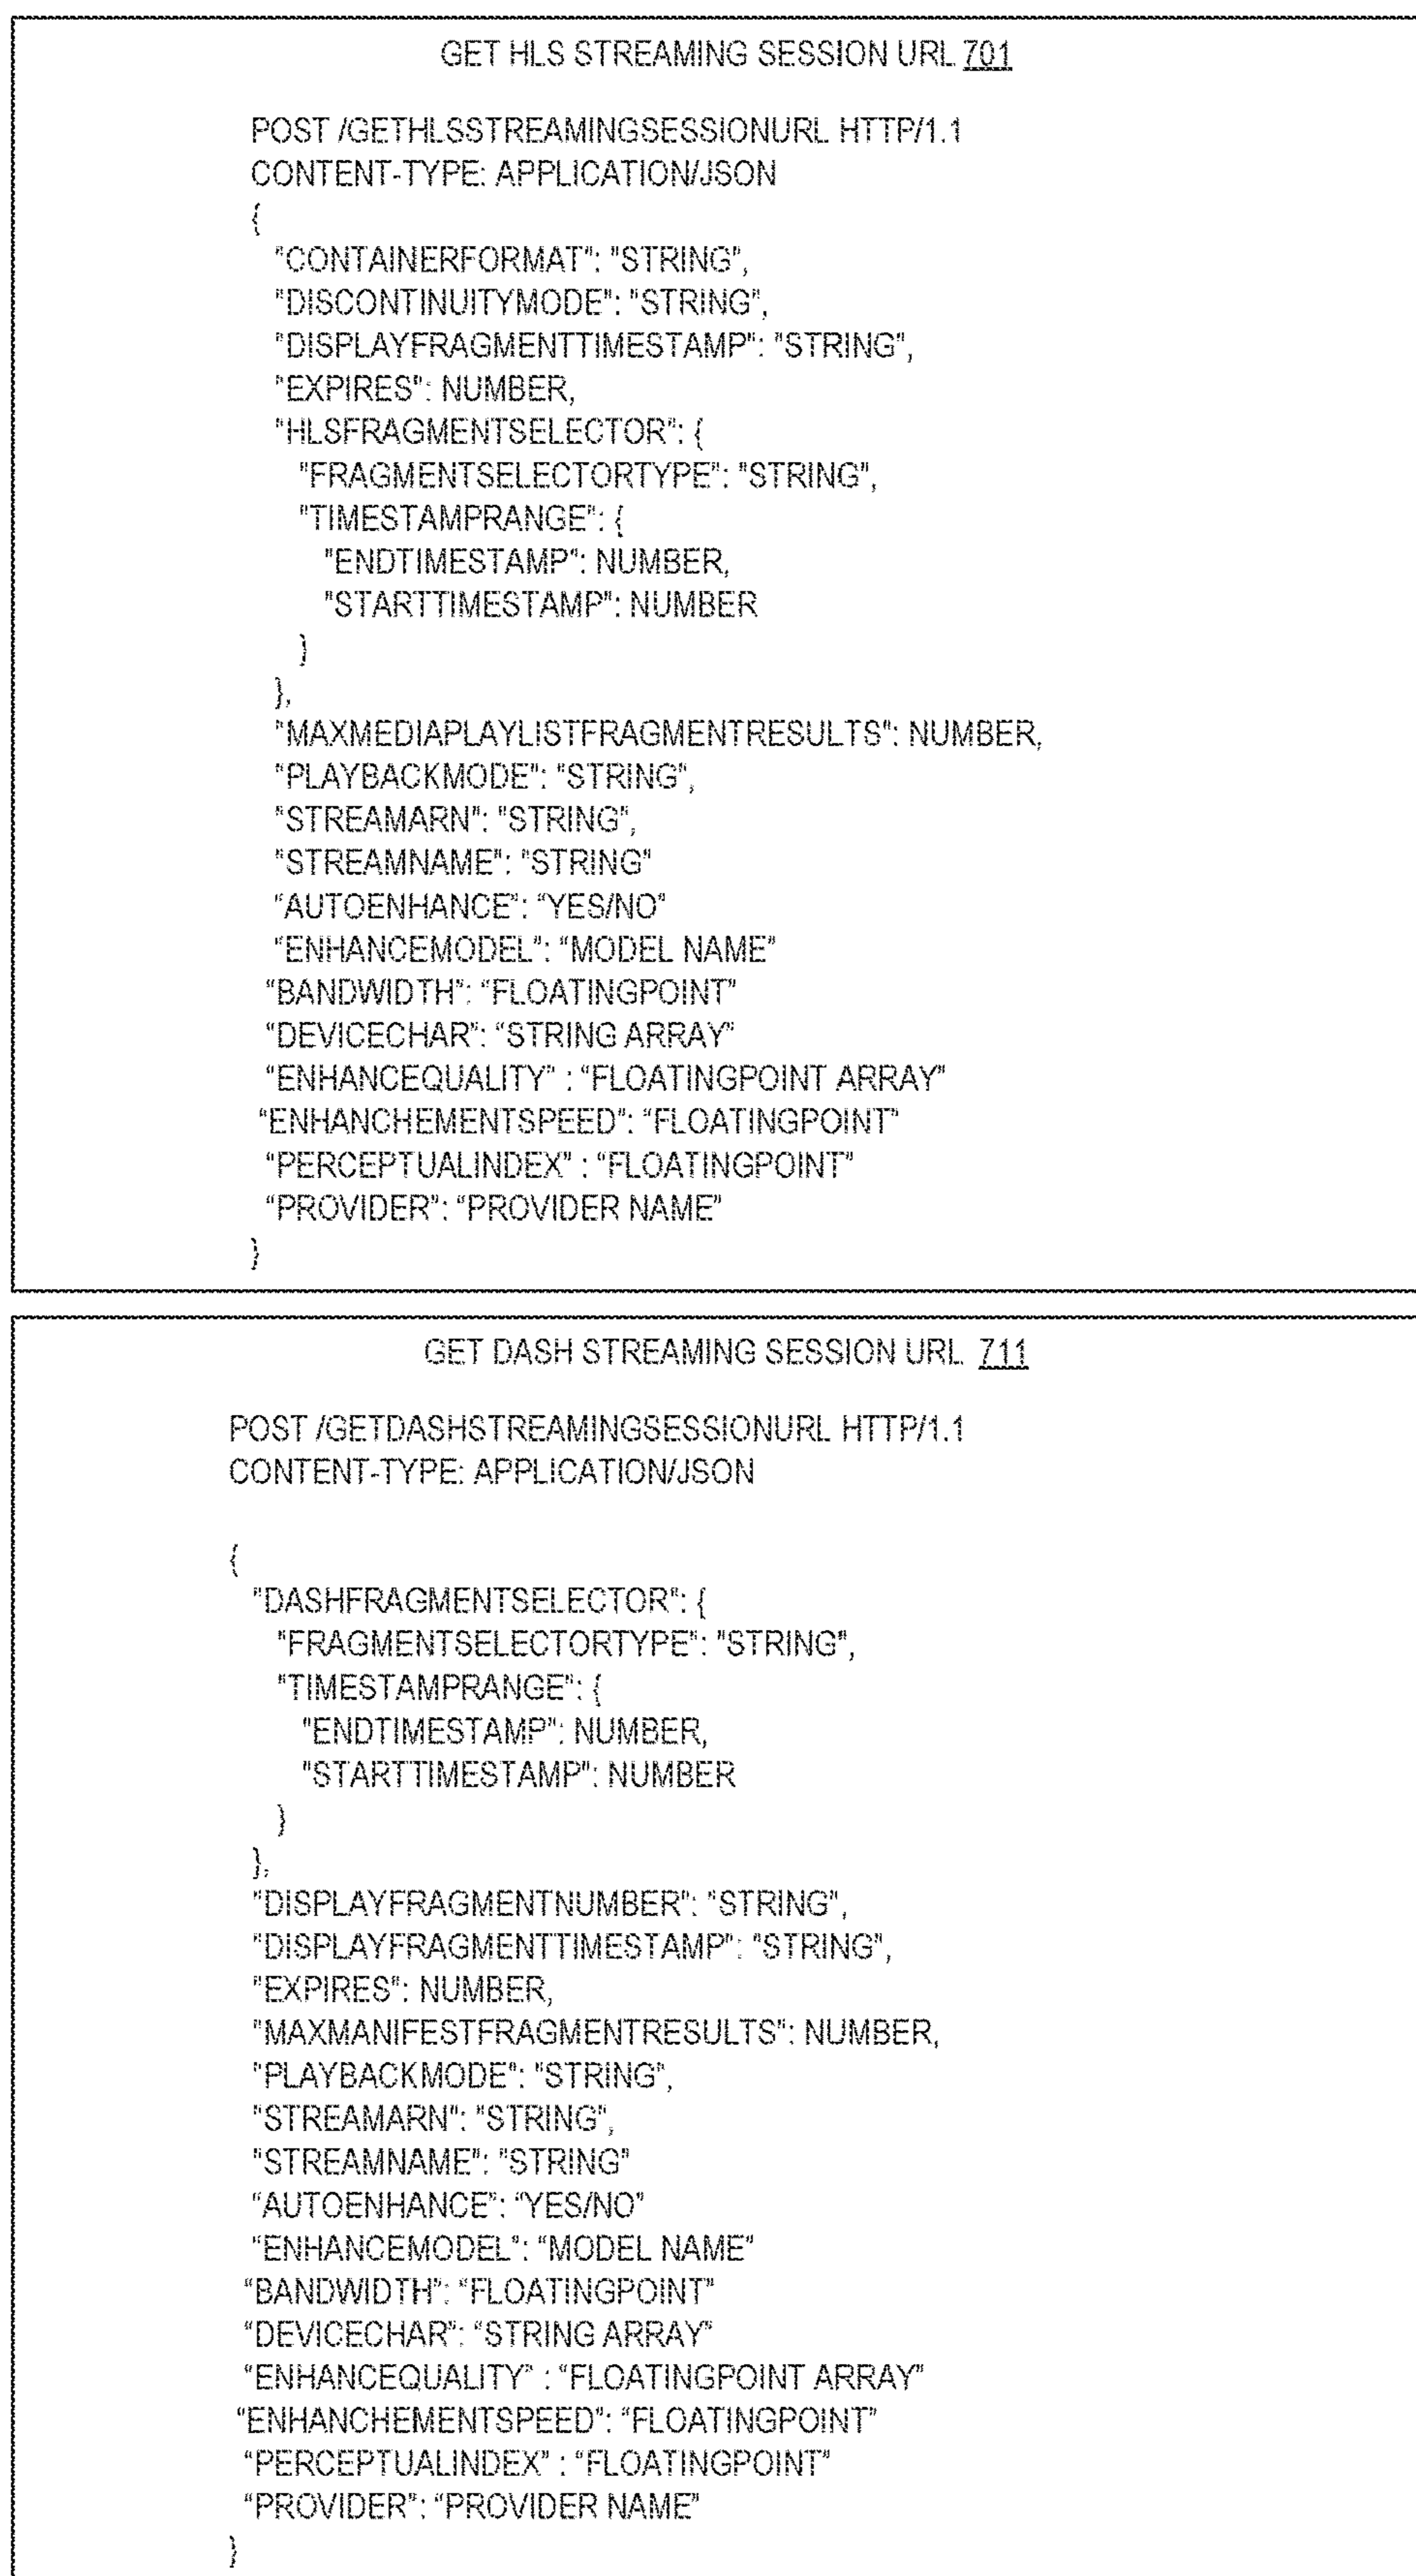 GET HLS STREAMING SESSION URL 701
POST /GETHLSSTREAMINGSESSIONURL HTTP/1.1
CONTENT-TYPE: APPLICATION/JSON
{
"CONTAINERFORMAT": "STRING",
"DISCONTINUITYMODE": "STRING",
"DISPLAYFRAGMENTTIMESTAMP": "STRING",
"EXPIRES": NUMBER,
"HLSFRAGMENTSELECTOR": {
"FRAGMENTSELECTORTYPE": "STRING",
"TIMESTAMPRANGE": {
"ENDTIMESTAMP": NUMBER,
"STARTTIMESTAMP": NUMBER
}
},
"MAXMEDIAPLAYLISTFRAGMENTRESULTS": NUMBER,
"PLAYBACKMODE": "STRING",
"STREAMARN": "STRING",
"STREAMNAME": "STRING"
“AUTOENHANCE”: “YES/NO”
“ENHANCEMODEL”: “MODEL NAME”
“BANDWIDTH”: “FLOATINGPOINT”
“DEVICECHAR”: “STRING ARRAY”
“ENHANCEQUALITY” : “FLOATINGPOINT ARRAY”
“ENHANCHEMENTSPEED”: “FLOATINGPOINT”
“PERCEPTUALINDEX” : “FLOATINGPOINT”
“PROVIDER”: “PROVIDER NAME”
}
GET DASH STREAMING SESSION URL 711
POST /GETDASHSTREAMINGSESSIONURL HTTP/1.1
CONTENT-TYPE: APPLICATION/JSON
{
"DASHFRAGMENTSELECTOR": {
"FRAGMENTSELECTORTYPE": "STRING",
"TIMESTAMPRANGE": {
"ENDTIMESTAMP": NUMBER,
"STARTTIMESTAMP": NUMBER
}
},
"DISPLAYFRAGMENTNUMBER": "STRING",
"DISPLAYFRAGMENTTIMESTAMP": "STRING",
"EXPIRES": NUMBER,
"MAXMANIFESTFRAGMENTRESULTS": NUMBER,
"PLAYBACKMODE": "STRING",
"STREAMARN": "STRING",
"STREAMNAME": "STRING"
“AUTOENHANCE”: “YES/NO”
“ENHANCEMODEL”: “MODEL NAME”
“BANDWIDTH”: “FLOATINGPOINT”
“DEVICECHAR”: “STRING ARRAY”
“ENHANCEQUALITY” : “FLOATINGPOINT ARRAY”
“ENHANCHEMENTSPEED”: “FLOATINGPOINT”
“PERCEPTUALINDEX” : “FLOATINGPOINT”
“PROVIDER”: “PROVIDER NAME”
}